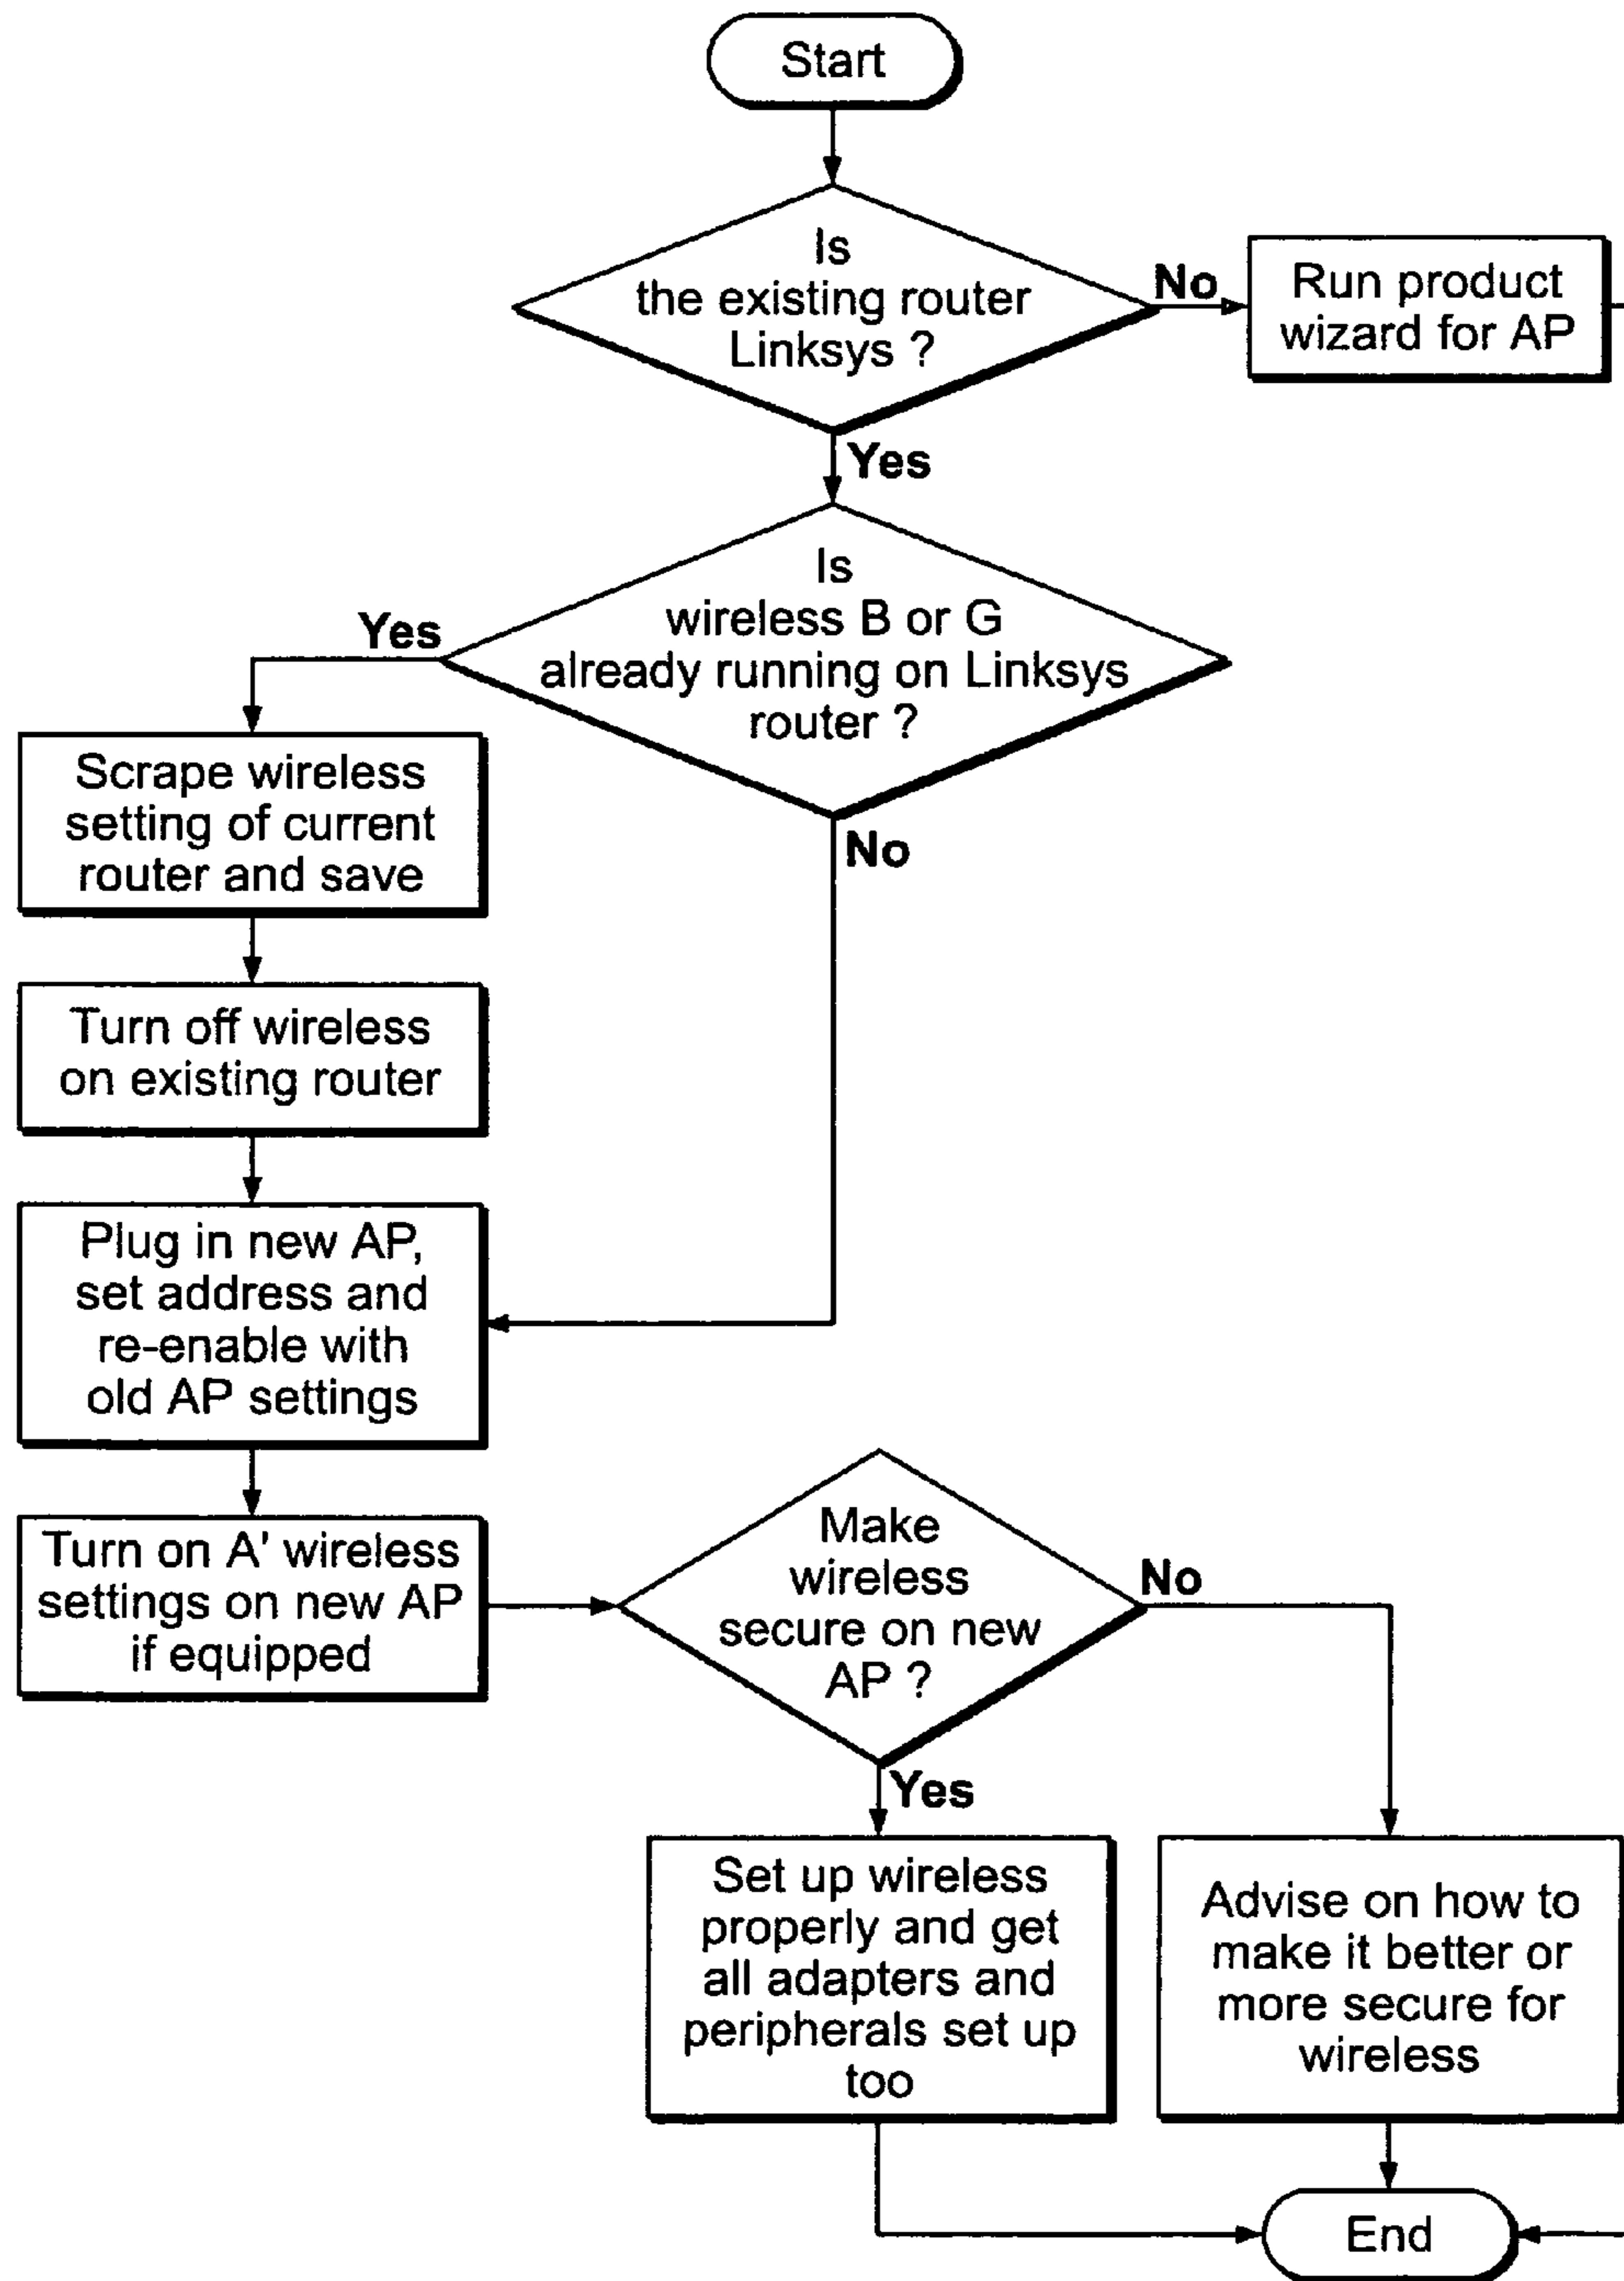 Start
Is
the existing router
Linksys ?
No
Run product
wizard for AP
Yes
Is
wireless B or G
already running on Linksys
router ?
Yes
Scrape wireless
setting of current
router and save
No
Turn off wireless
on existing router
Plug in new AP,
set address and
re-enable with
old AP settings
Turn on A' wireless
settings on new AP
if equipped
Make
wireless
secure on new
AP ?
No
Yes
Set up wireless
properly and get
all adapters and
peripherals set up
too
Advise on how to
make it better or
more secure for
wireless
End